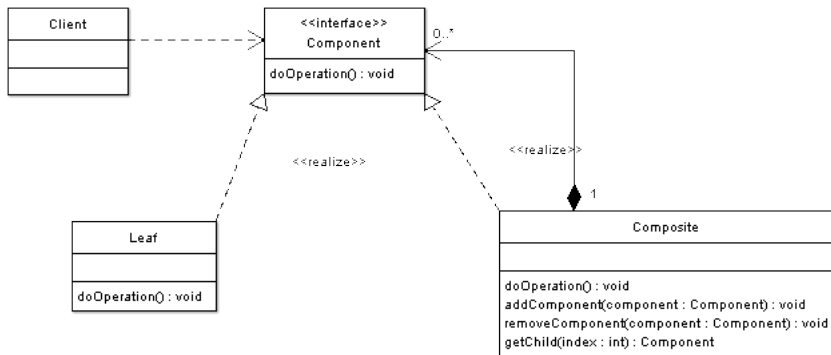 Client
<<interface>>
Component
doOperation() : void
0..*
<<realize>>
<<realize>>
1
Leaf
doOperation() : void
Composite
doOperation() : void
addComponent(component : Component) : void
removeComponent(component : Component) : void
getChild(index : int) : Component